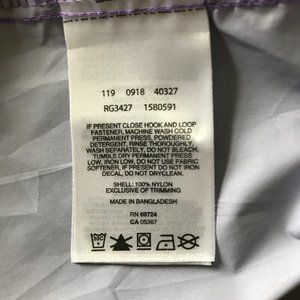 119 0918 40327
RG3427 1580591
IF PRESENT CLOSE HOOK AND LOOP
FASTENER, MACHINE WASH COLD
PERMANENT PRESS, POWDERED
DETERGENT, RINSE THOROUGHLY,
WASH SEPARATELY, DO NOT BLEACH,
TUMBLE DRY PERMANENT PRESS
LOW, IRON LOW, DO NOT USE FABRIC
SOFTENER, IF PRESENT DO NOT IRON
DECAL, DO NOT DRYCLEAN.
SHELL: 100% NYLON
EXCLUSIVE OF TRIMMING
MADE IN BANGLADESH
RN 69724
CA 05367